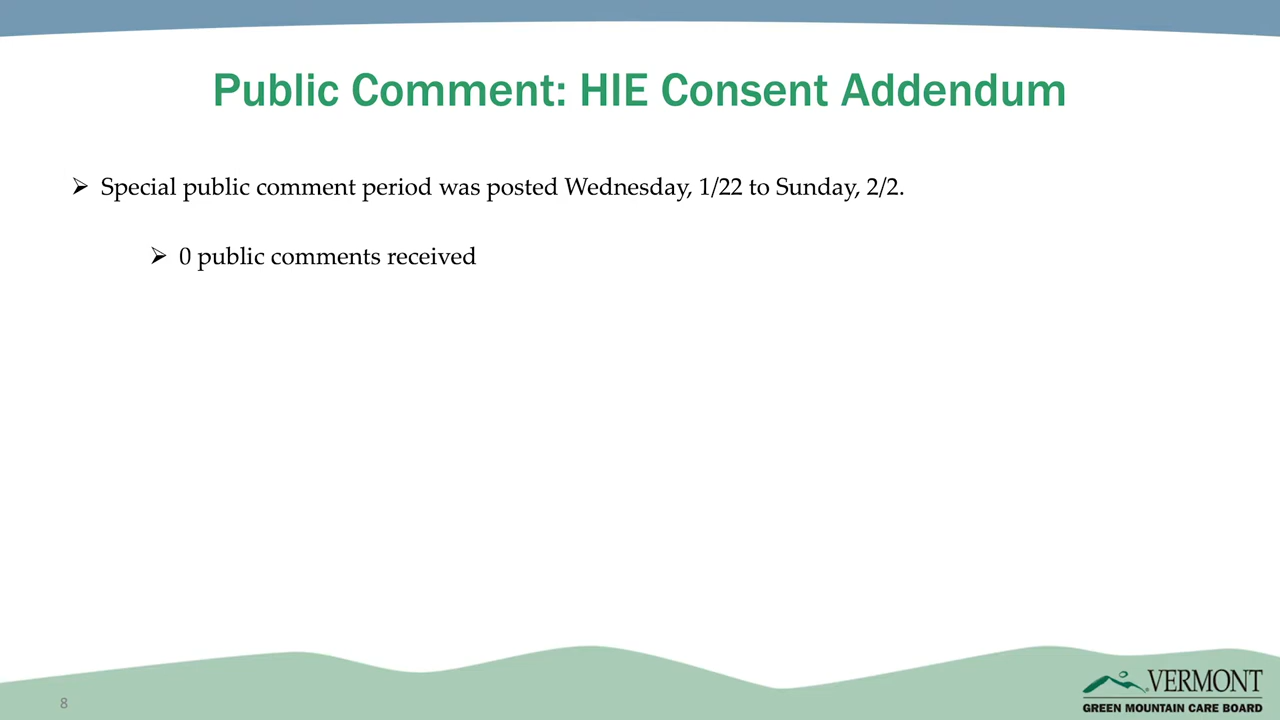 Public Comment: HIE Consent Addendum
➢ Special public comment period was posted Wednesday, 1/22 to Sunday, 2/2.
➢ 0 public comments received
8
VERMONT
GREEN MOUNTAIN CARE BOARD